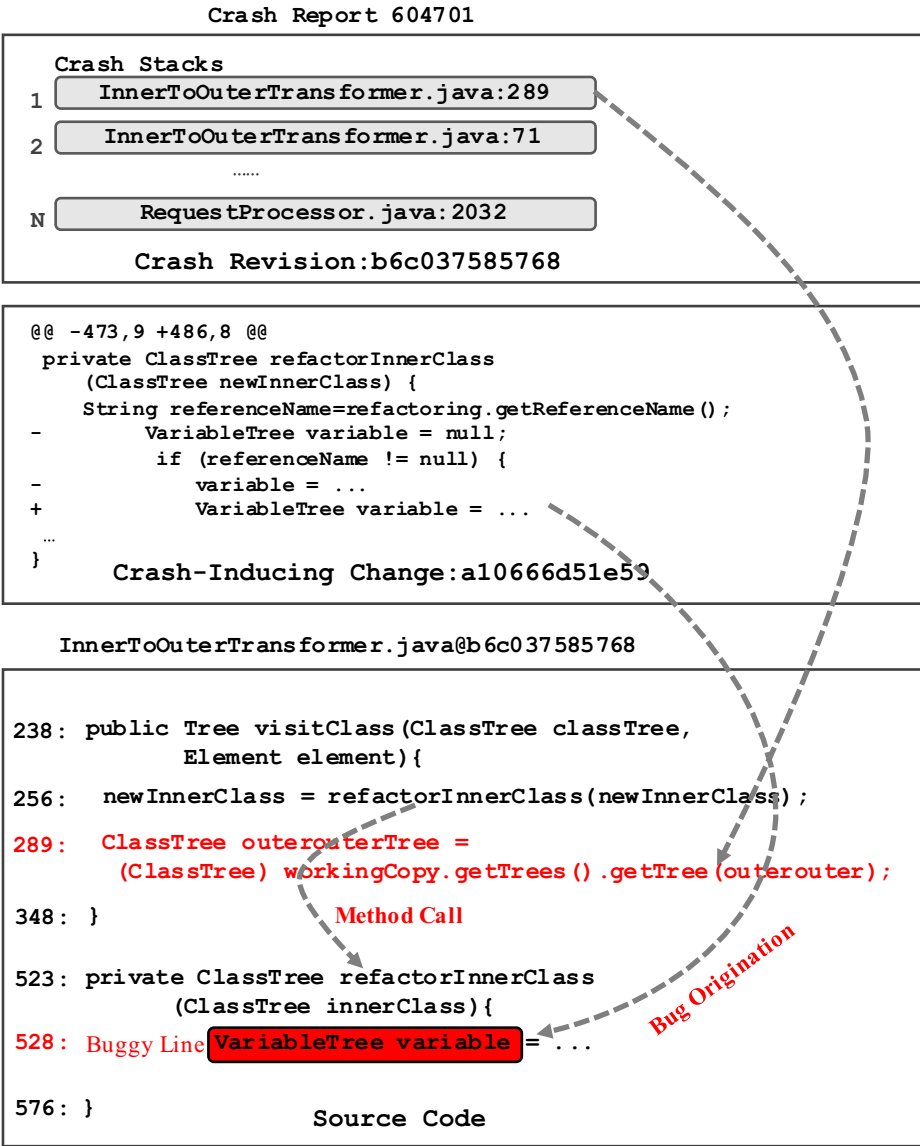 Crash Report 604701
Crash Stacks
1 InnerToOuterTransformer.java:289
2 InnerToOuterTransformer.java:71
……
N RequestProcessor.java:2032
Crash Revision:b6c037585768
@@ -473,9 +486,8 @@
private ClassTree refactorInnerClass
(ClassTree newInnerClass) {
String referenceName=refactoring.getReferenceName();
- VariableTree variable = null;
if (referenceName != null) {
- variable = ...
+ VariableTree variable = ...
…
}
Crash-Inducing Change:a10666d51e59
InnerToOuterTransformer.java@b6c037585768
238: public Tree visitClass(ClassTree classTree,
Element element){
256: newInnerClass = refactorInnerClass(newInnerClass);
289: ClassTree outerouterTree =
(ClassTree) workingCopy.getTrees().getTree(outerouter);
348: }
Method Call
523: private ClassTree refactorInnerClass
(ClassTree innerClass){
Bug Origination
528: Buggy Line VariableTree variable = ...
576: }
Source Code